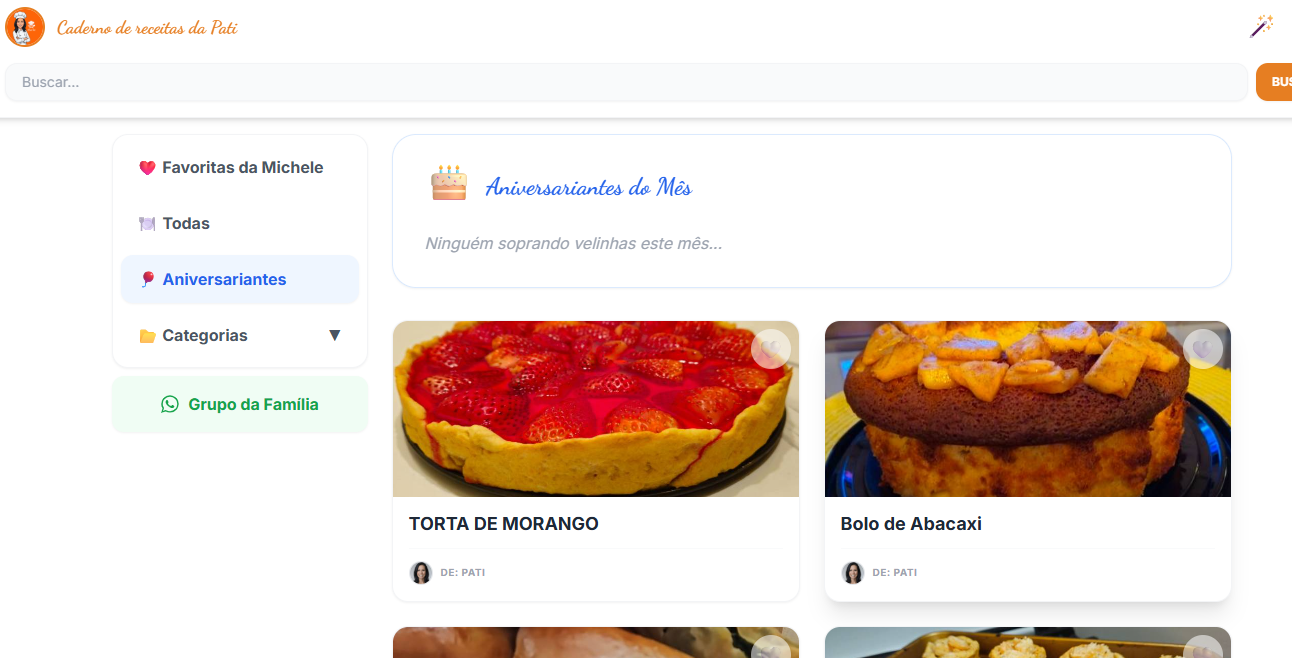 Caderno de receitas da Pati
Buscar...
BUS
Favoritas da Michele
Todas
Aniversariantes
Categorias
Grupo da Família
Aniversariantes do Mês
Ninguém soprando velinhas este mês...
TORTA DE MORANGO
DE: PATI
Bolo de Abacaxi
DE: PATI